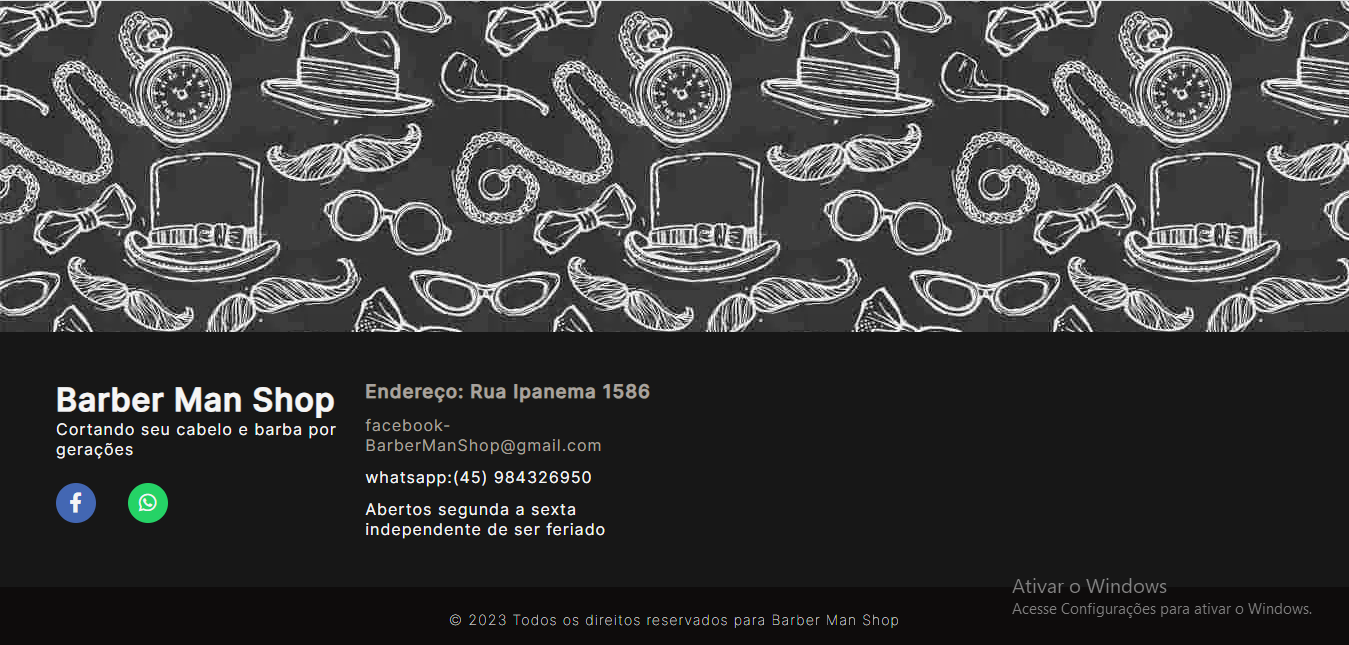 Barber Man Shop
Cortando seu cabelo e barba por
gerações
Endereço: Rua Ipanema 1586
facebook-
BarberManShop@gmail.com
whatsapp:(45) 984326950
Abertos segunda a sexta
independente de ser feriado
Ativar o Windows
Acesse Configurações para ativar o Windows.
© 2023 Todos os direitos reservados para Barber Man Shop